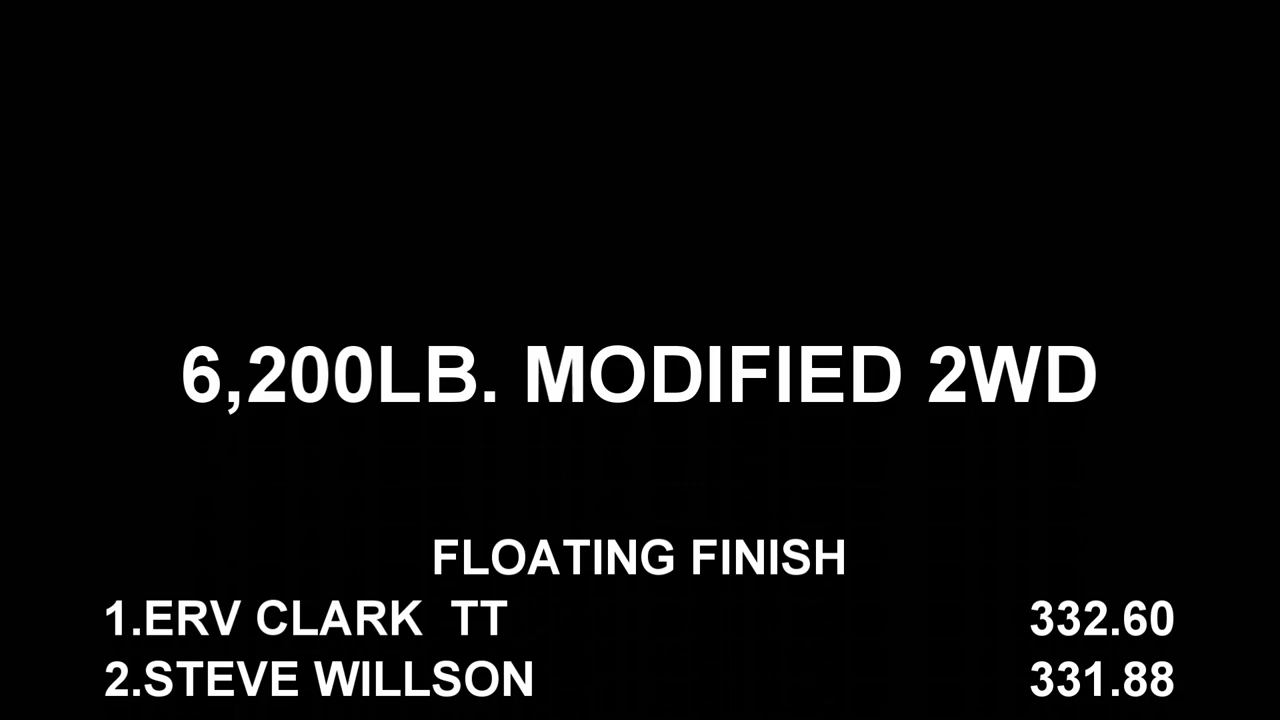 6,200LB. MODIFIED 2WD
FLOATING FINISH
1.ERV CLARK  TT 332.60
2.STEVE WILLSON 331.88